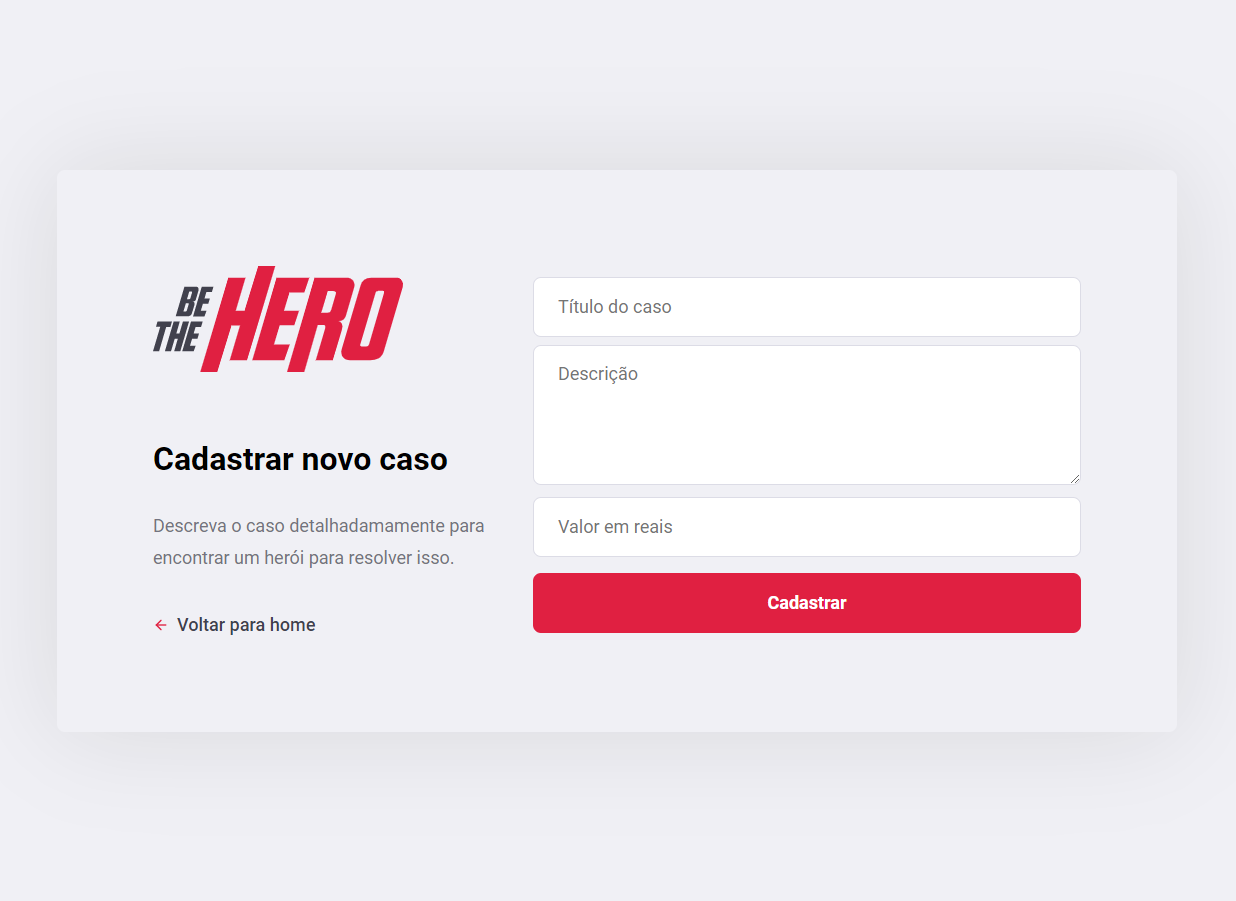 BE
THE HERO
Cadastrar novo caso
Descreva o caso detalhadamamente para
encontrar um herói para resolver isso.
Voltar para home
Título do caso
Descrição
Valor em reais
Cadastrar